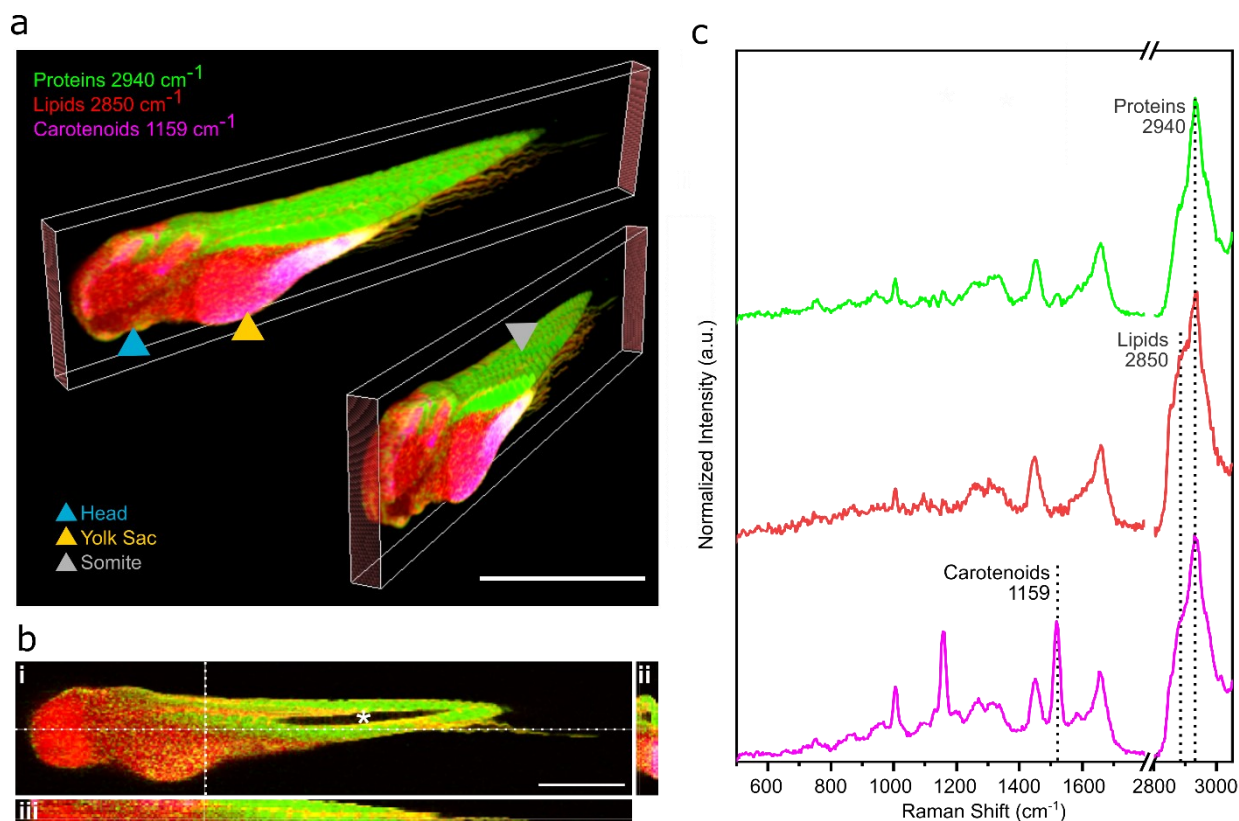 a
Proteins 2940 cm-1
Lipids 2850 cm-1
Carotenoids 1159 cm-1
Head
Yolk Sac
Somite
b
i
*
ii
iii
c
Proteins
2940
Lipids
2850
Carotenoids
1159
Normalized Intensity (a.u.)
600 800 1000 1200 1400 1600 2800 3000
Raman Shift (cm-1)